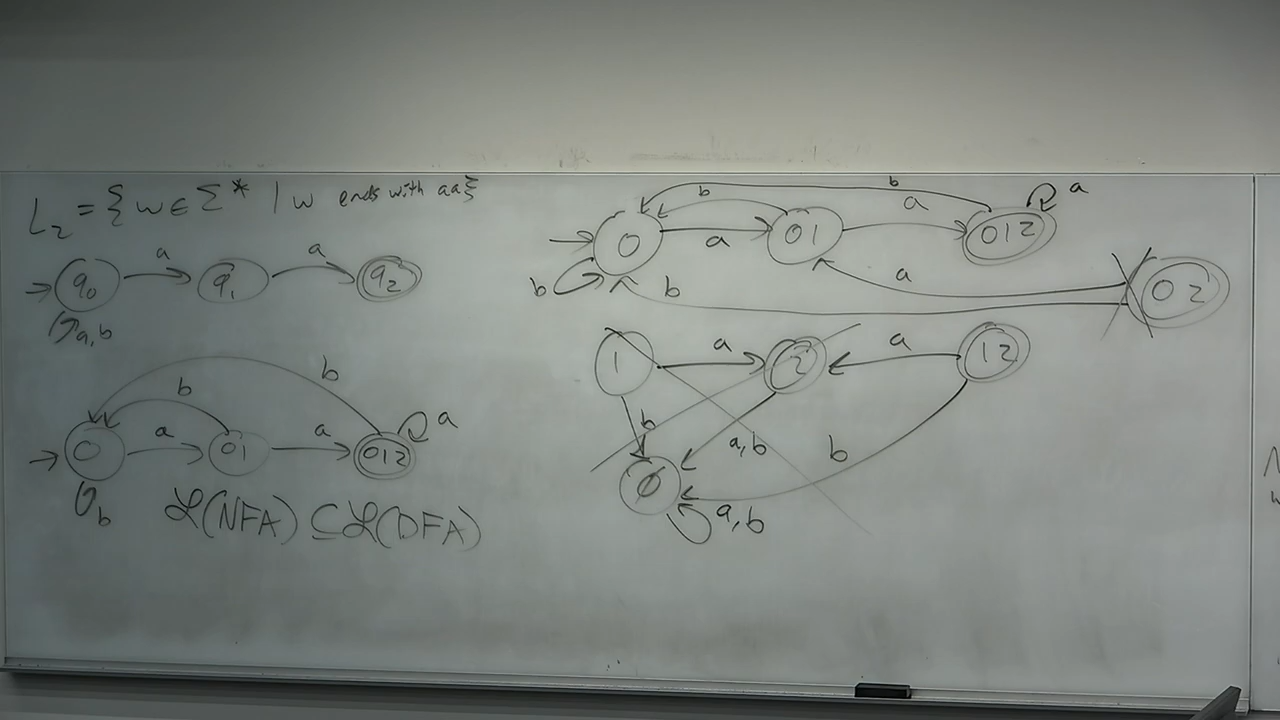 L₂ = { w ∈ Σ* | w ends with aa}
q₀ a q₁ a q₂
a,b
0 a 01 a 012 a
b b
b
ℒ(NFA) ⊆ ℒ(DFA)
0 a 01 a 012 a
b b
b b a 02
1 a 2 a 12
b a,b b
∅ a,b